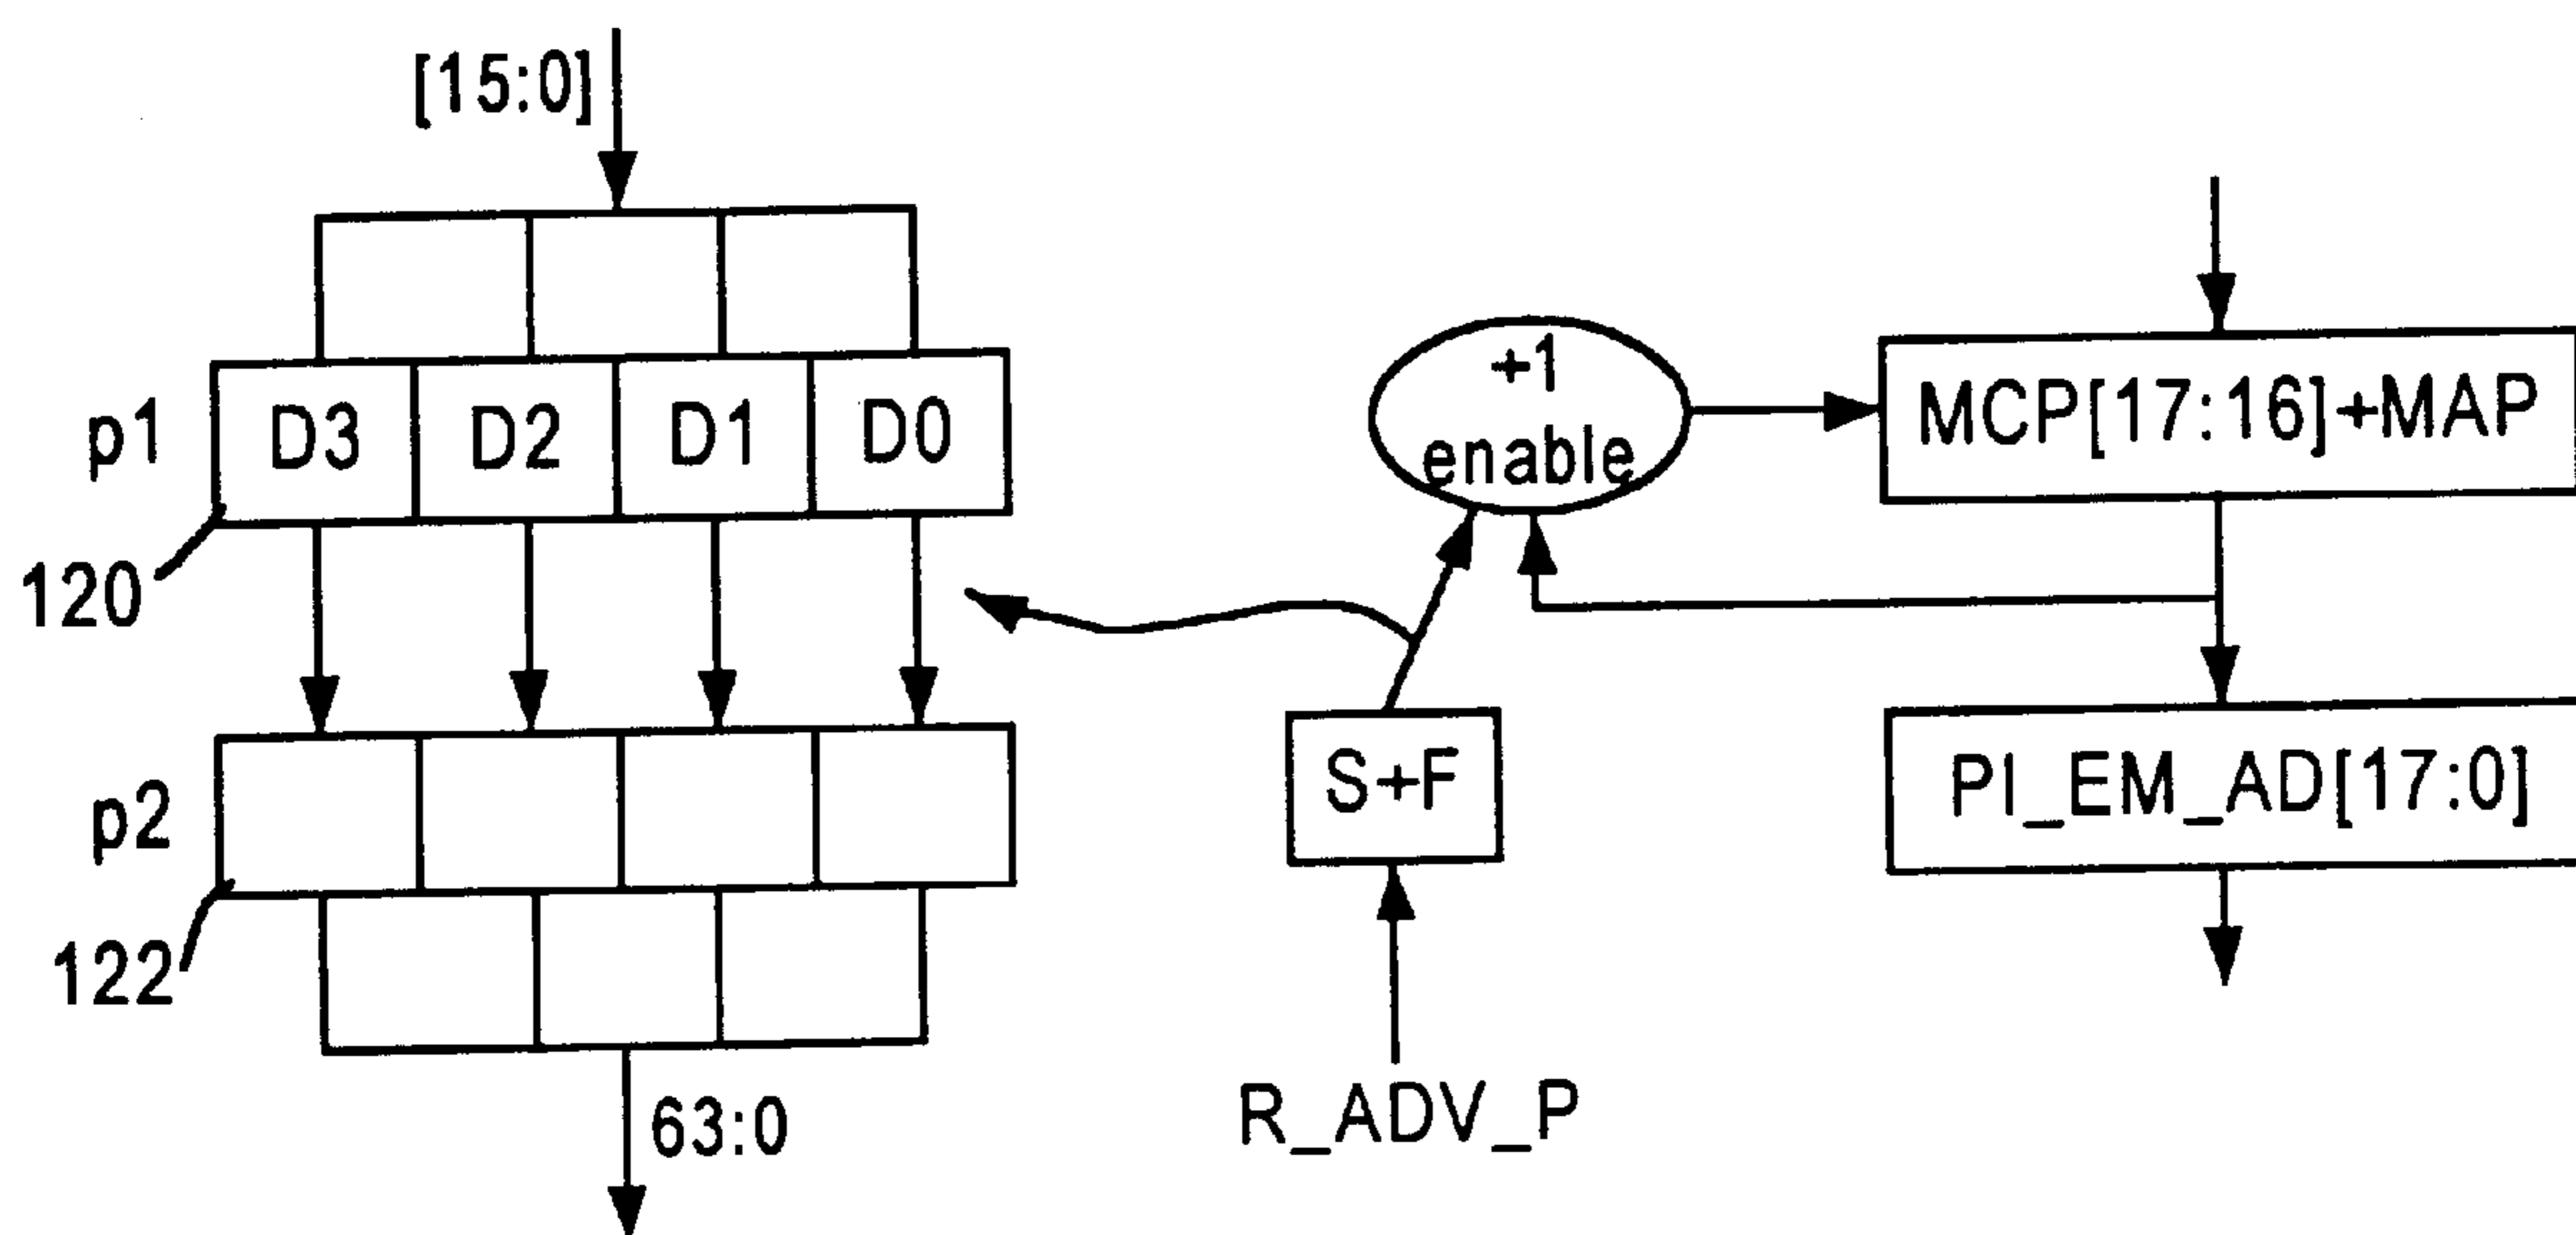 [15:0]
p1
D3
D2
D1
D0
120
p2
122
63:0
+1
enable
S+F
R_ADV_P
MCP[17:16]+MAP
PI_EM_AD[17:0]